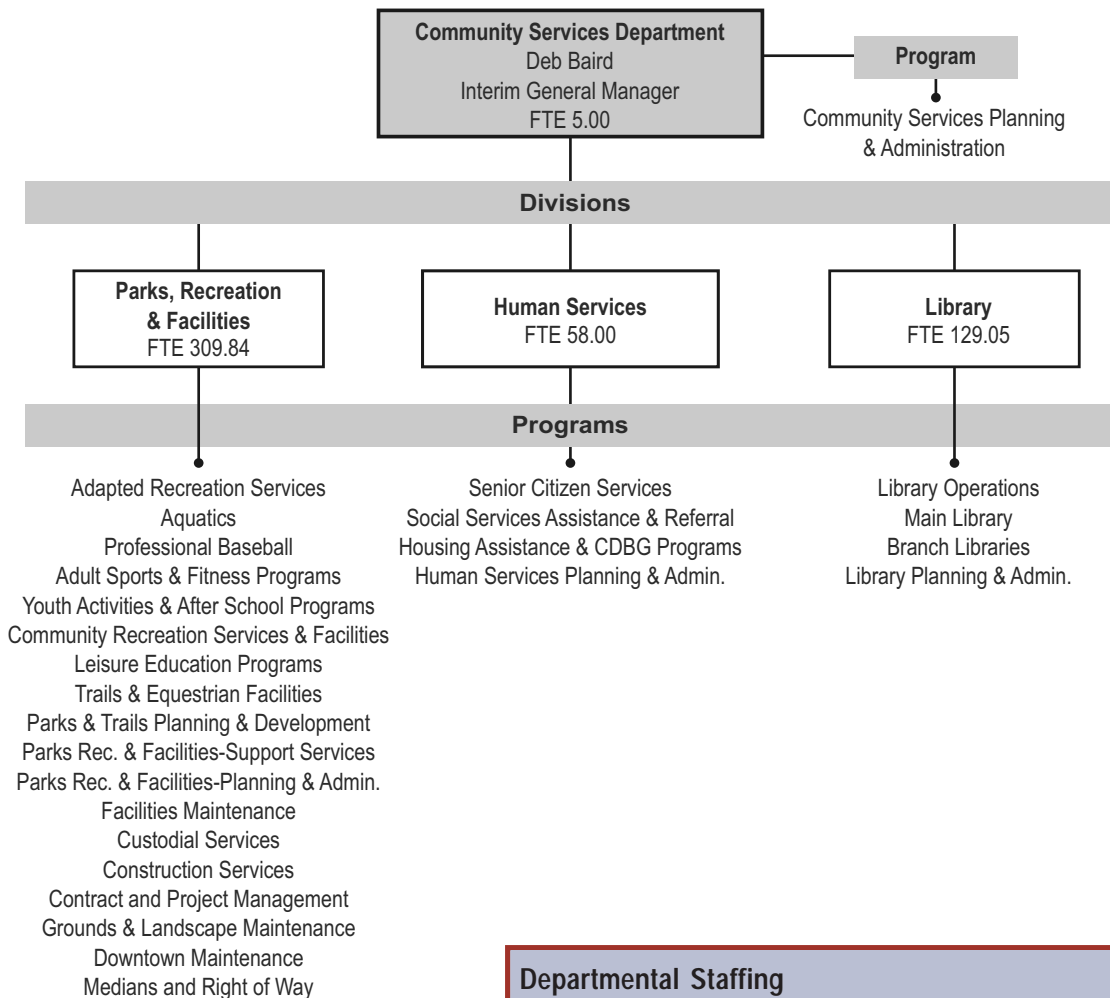 Community Services Department
Deb Baird
Interim General Manager
FTE 5.00
Program
Community Services Planning
& Administration
Divisions
Parks, Recreation
& Facilities
FTE 309.84
Human Services
FTE 58.00
Library
FTE 129.05
Programs
Adapted Recreation Services
Aquatics
Professional Baseball
Adult Sports & Fitness Programs
Youth Activities & After School Programs
Community Recreation Services & Facilities
Leisure Education Programs
Trails & Equestrian Facilities
Parks & Trails Planning & Development
Parks Rec. & Facilities-Support Services
Parks Rec. & Facilities-Planning & Admin.
Facilities Maintenance
Custodial Services
Construction Services
Contract and Project Management
Grounds & Landscape Maintenance
Downtown Maintenance
Medians and Right of Way
Senior Citizen Services
Social Services Assistance & Referral
Housing Assistance & CDBG Programs
Human Services Planning & Admin.
Library Operations
Main Library
Branch Libraries
Library Planning & Admin.
Departmental Staffing